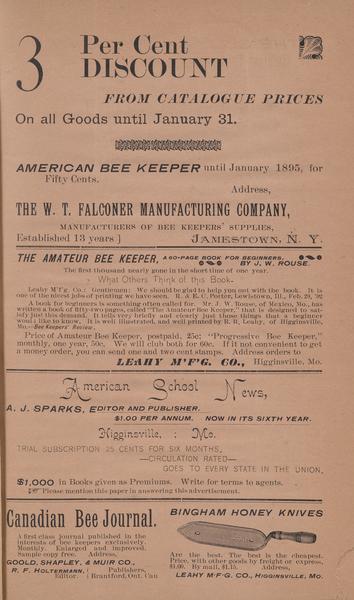 3 Per Cent
DISCOUNT
FROM CATALOGUE PRICES
On all Goods until January 31.
AMERICAN BEE KEEPER until January 1895, for
Fifty Cents.
Address,
THE W. T. FALCONER MANUFACTURING COMPANY,
MANUFACTURERS OF BEE KEEPERS' SUPPLIES,
Established 13 years] JAMESTOWN, N. Y.
THE AMATEUR BEE KEEPER, A 60-PAGE BOOK FOR BEGINNERS,
BY J. W. ROUSE.
The first thousand nearly gone in the short time of one year.
What Others Think of this Book.
Leahy M'f'g. Co.: Gentlemen: We should be glad to help you out with the book. It is
one of the nicest jobs of printing we have seen. R. & E. C. Porter, Lewistown, Ill., Feb. 29, '92
A book for beginners is something often called for. Mr. J. W. Rouse, of Mexico, Mo., has
written a book of fifty-two pages, called "The Amateur Bee Keeper," that is designed to sat-
isfy just this demand. It tells very briefly and clearly just those things that a beginner
would like to know. It is well illustrated, and well printed by R. B. Leahy, of Higginsville,
Mo.—Bee Keepers' Review.
Price of Amateur Bee Keeper, postpaid, 25c; "Progressive Bee Keeper,"
monthly, one year, 50c. We will club both for 60c. If it is not convenient to get
a money order, you can send one and two cent stamps. Address orders to
LEAHY M'F'G. CO., Higginsville, Mo.
American School News,
A. J. SPARKS, EDITOR AND PUBLISHER.
$1.00 PER ANNUM. NOW IN ITS SIXTH YEAR.
Higginsville, : Mo.
TRIAL SUBSCRIPTION 25 CENTS FOR SIX MONTHS,
—CIRCULATION RATED—
GOES TO EVERY STATE IN THE UNION,
$1,000 in Books given as Premiums. Write for terms to agents.
Please mention this paper in answering this advertisement.
Canadian Bee Journal.
A first class journal published in the
interests of bee keepers exclusively.
Monthly. Enlarged and improved.
Sample copy free. Address,
GOOLD, SHAPLEY, & MUIR CO.,
R. F. HOLTERMANN, Publishers,
Editor. Brantford, Ont. Can
BINGHAM HONEY KNIVES
Are the best. The best is the cheapest.
Price, with other goods by freight or express,
$1.00. By mail, $1.15. Address,
LEAHY M-F-G. CO., HIGGINSVILLE, MO.